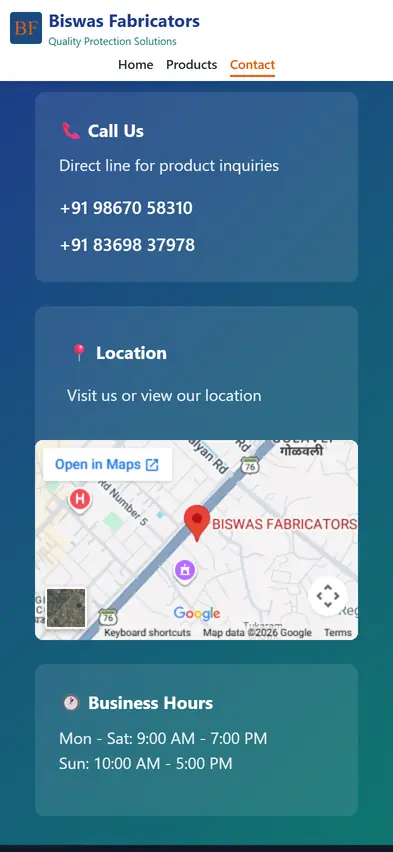 BF
Biswas Fabricators
Quality Protection Solutions
Home Products Contact
📞 Call Us
Direct line for product inquiries
+91 98670 58310
+91 83698 37978
📍 Location
Visit us or view our location
Open in Maps
गोळवली
76
Rd Number 5
H
BISWAS FABRICATORS
76
Google
Tukaram
Keyboard shortcuts Map data ©2026 Google Terms
🕐 Business Hours
Mon - Sat: 9:00 AM - 7:00 PM
Sun: 10:00 AM - 5:00 PM